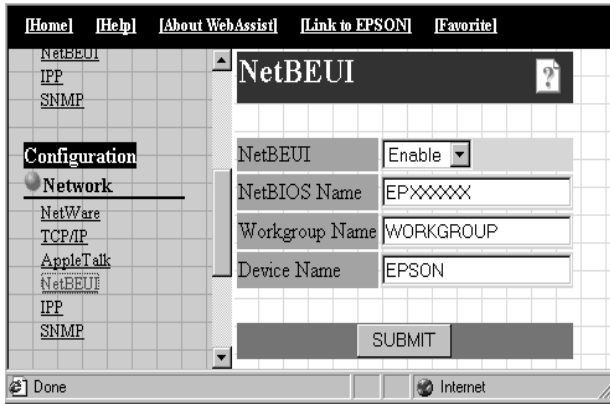 [Home] [Help] [About WebAssist] [Link to EPSON] [Favorite]
NetBEUI
IPP
SNMP
Configuration
Network
NetWare
TCP/IP
AppleTalk
NetBEUI
IPP
SNMP
NetBEUI
?
NetBEUI Enable
NetBIOS Name EPXXXXXX
Workgroup Name WORKGROUP
Device Name EPSON
SUBMIT
Done Internet